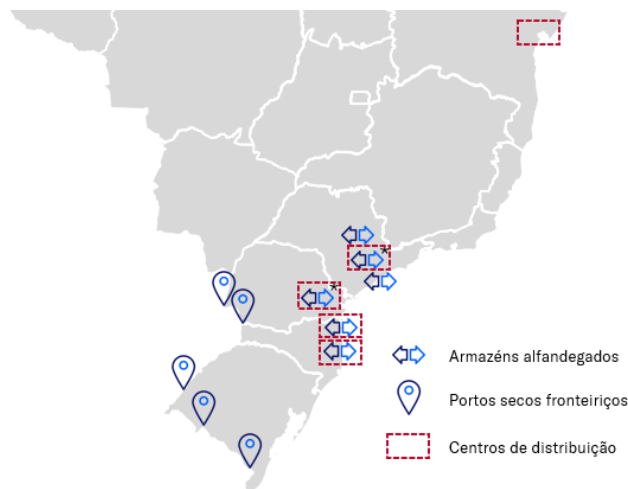 *
*
Armazéns alfandegados
Portos secos fronteiriços
Centros de distribuição